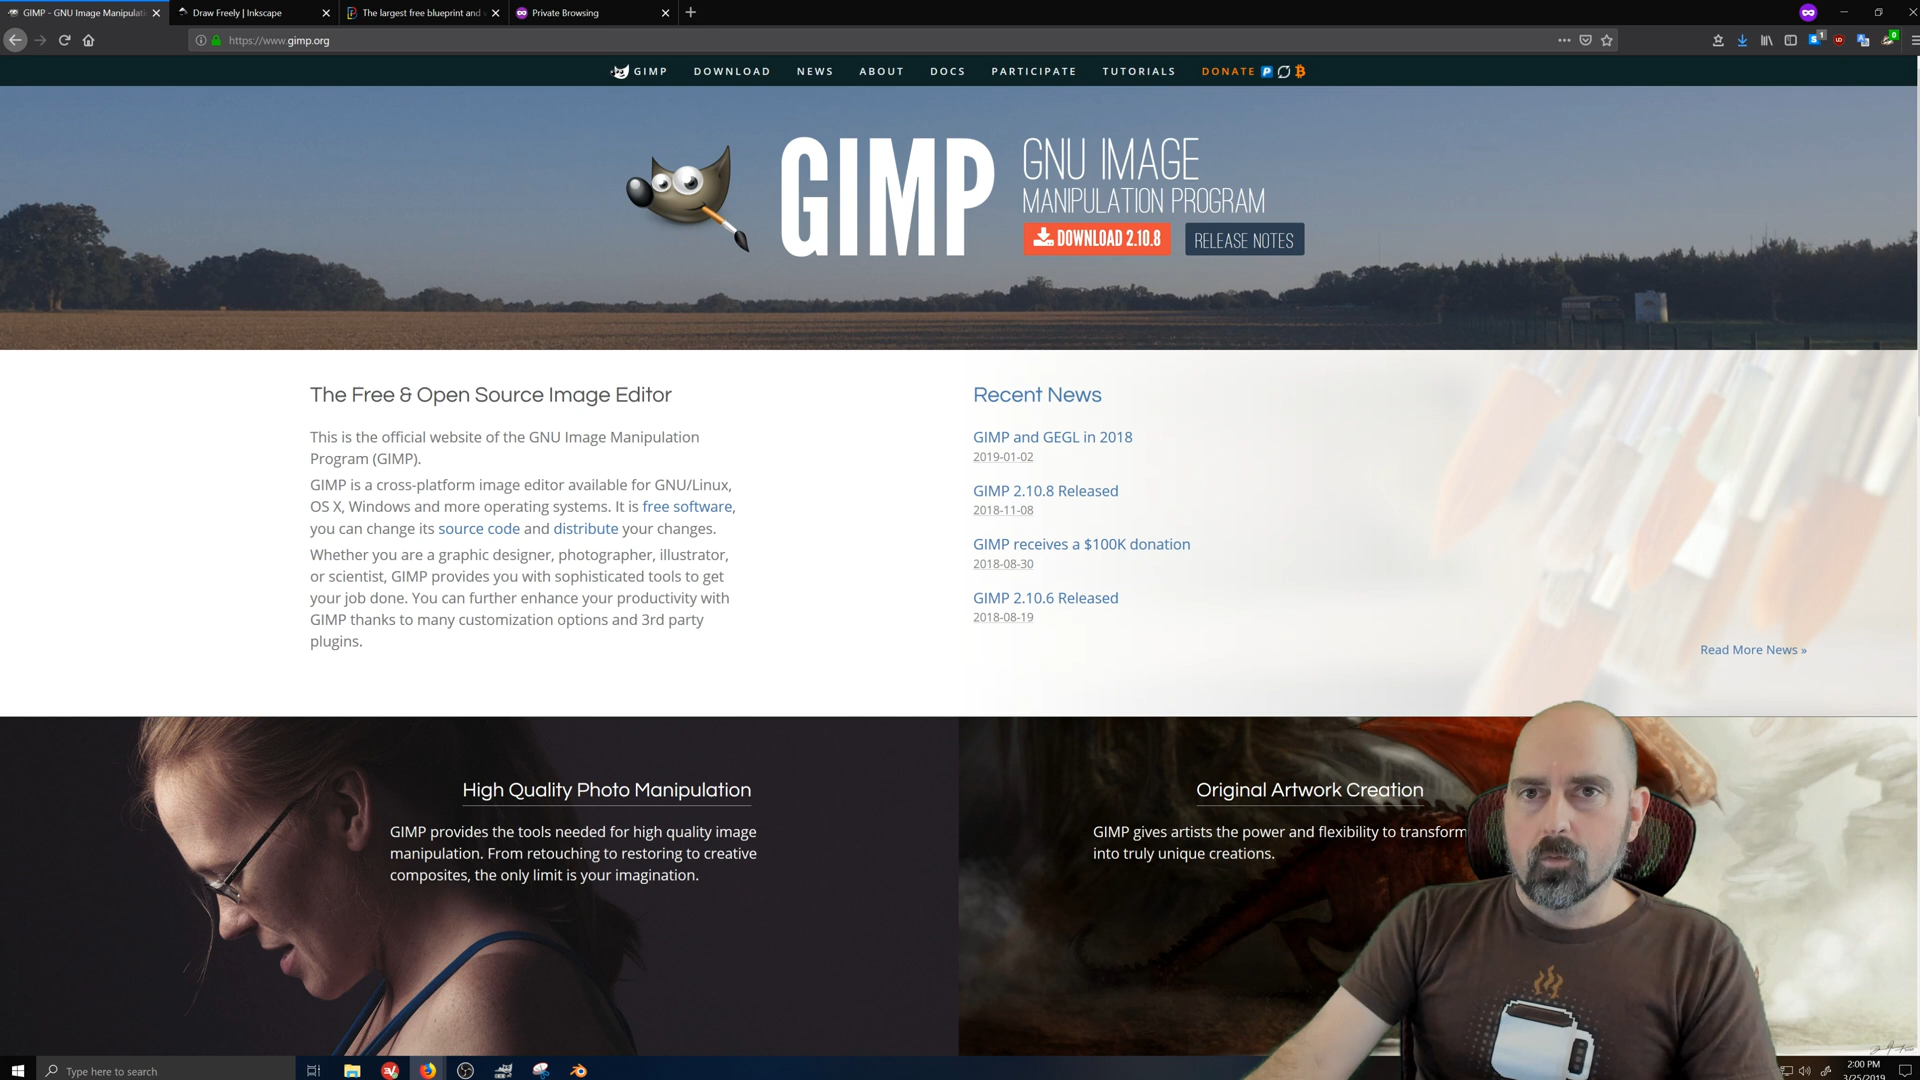 GIMP - GNU Image Manipulati
Draw Freely | Inkscape
The largest free blueprint and
Private Browsing
https://www.gimp.org
1
0
GIMP
DOWNLOAD
NEWS
ABOUT
DOCS
PARTICIPATE
TUTORIALS
DONATE
GIMP
GNU IMAGE
MANIPULATION PROGRAM
DOWNLOAD 2.10.8
RELEASE NOTES
The Free & Open Source Image Editor
This is the official website of the GNU Image Manipulation
Program (GIMP).
GIMP is a cross-platform image editor available for GNU/Linux,
OS X, Windows and more operating systems. It is free software,
you can change its source code and distribute your changes.
Whether you are a graphic designer, photographer, illustrator,
or scientist, GIMP provides you with sophisticated tools to get
your job done. You can further enhance your productivity with
GIMP thanks to many customization options and 3rd party
plugins.
Recent News
GIMP and GEGL in 2018
2019-01-02
GIMP 2.10.8 Released
2018-11-08
GIMP receives a $100K donation
2018-08-30
GIMP 2.10.6 Released
2018-08-19
Read More News »
High Quality Photo Manipulation
GIMP provides the tools needed for high quality image
manipulation. From retouching to restoring to creative
composites, the only limit is your imagination.
Original Artwork Creation
GIMP gives artists the power and flexibility to transform
into truly unique creations.
Type here to search
2:00 PM
3/25/2019